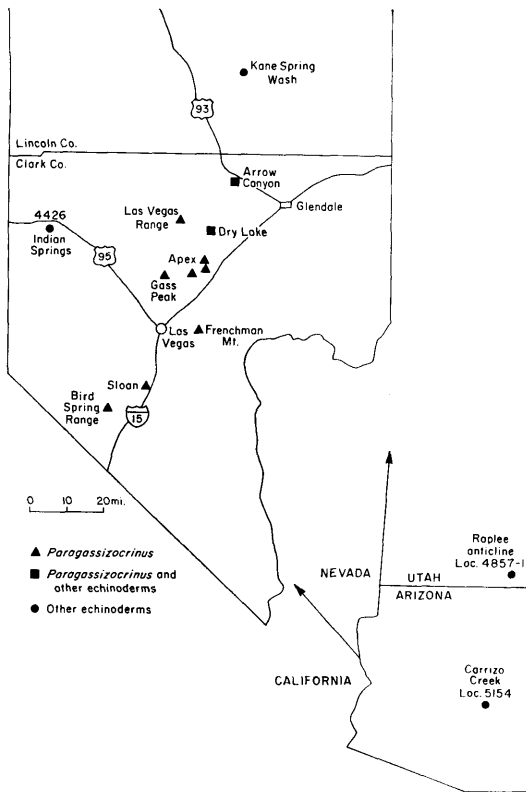 Kane Spring
Wash
93
Lincoln Co.
Clark Co.
Arrow
Canyon
Glendale
Las Vegas
Range
4426
Indian
Springs
Dry Lake
95
Apex
Gass
Peak
Las
Vegas
Frenchman
Mt.
Sloan
Bird
Spring
Range
15
0 10 20mi.
Paragassizocrinus
Paragassizocrinus and
other echinoderms
Other echinoderms
Raplee
anticline
Loc. 4857-1
NEVADA
UTAH
ARIZONA
CALIFORNIA
Carrizo
Creek
Loc. 5154